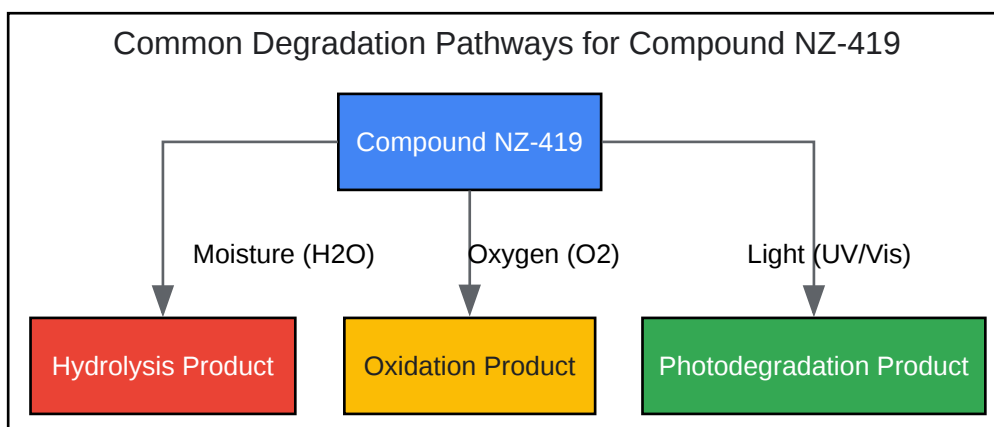 Common Degradation Pathways for Compound NZ-419
Compound NZ-419
Moisture (H2O)
Oxygen (O2)
Light (UV/Vis)
Hydrolysis Product
Oxidation Product
Photodegradation Product